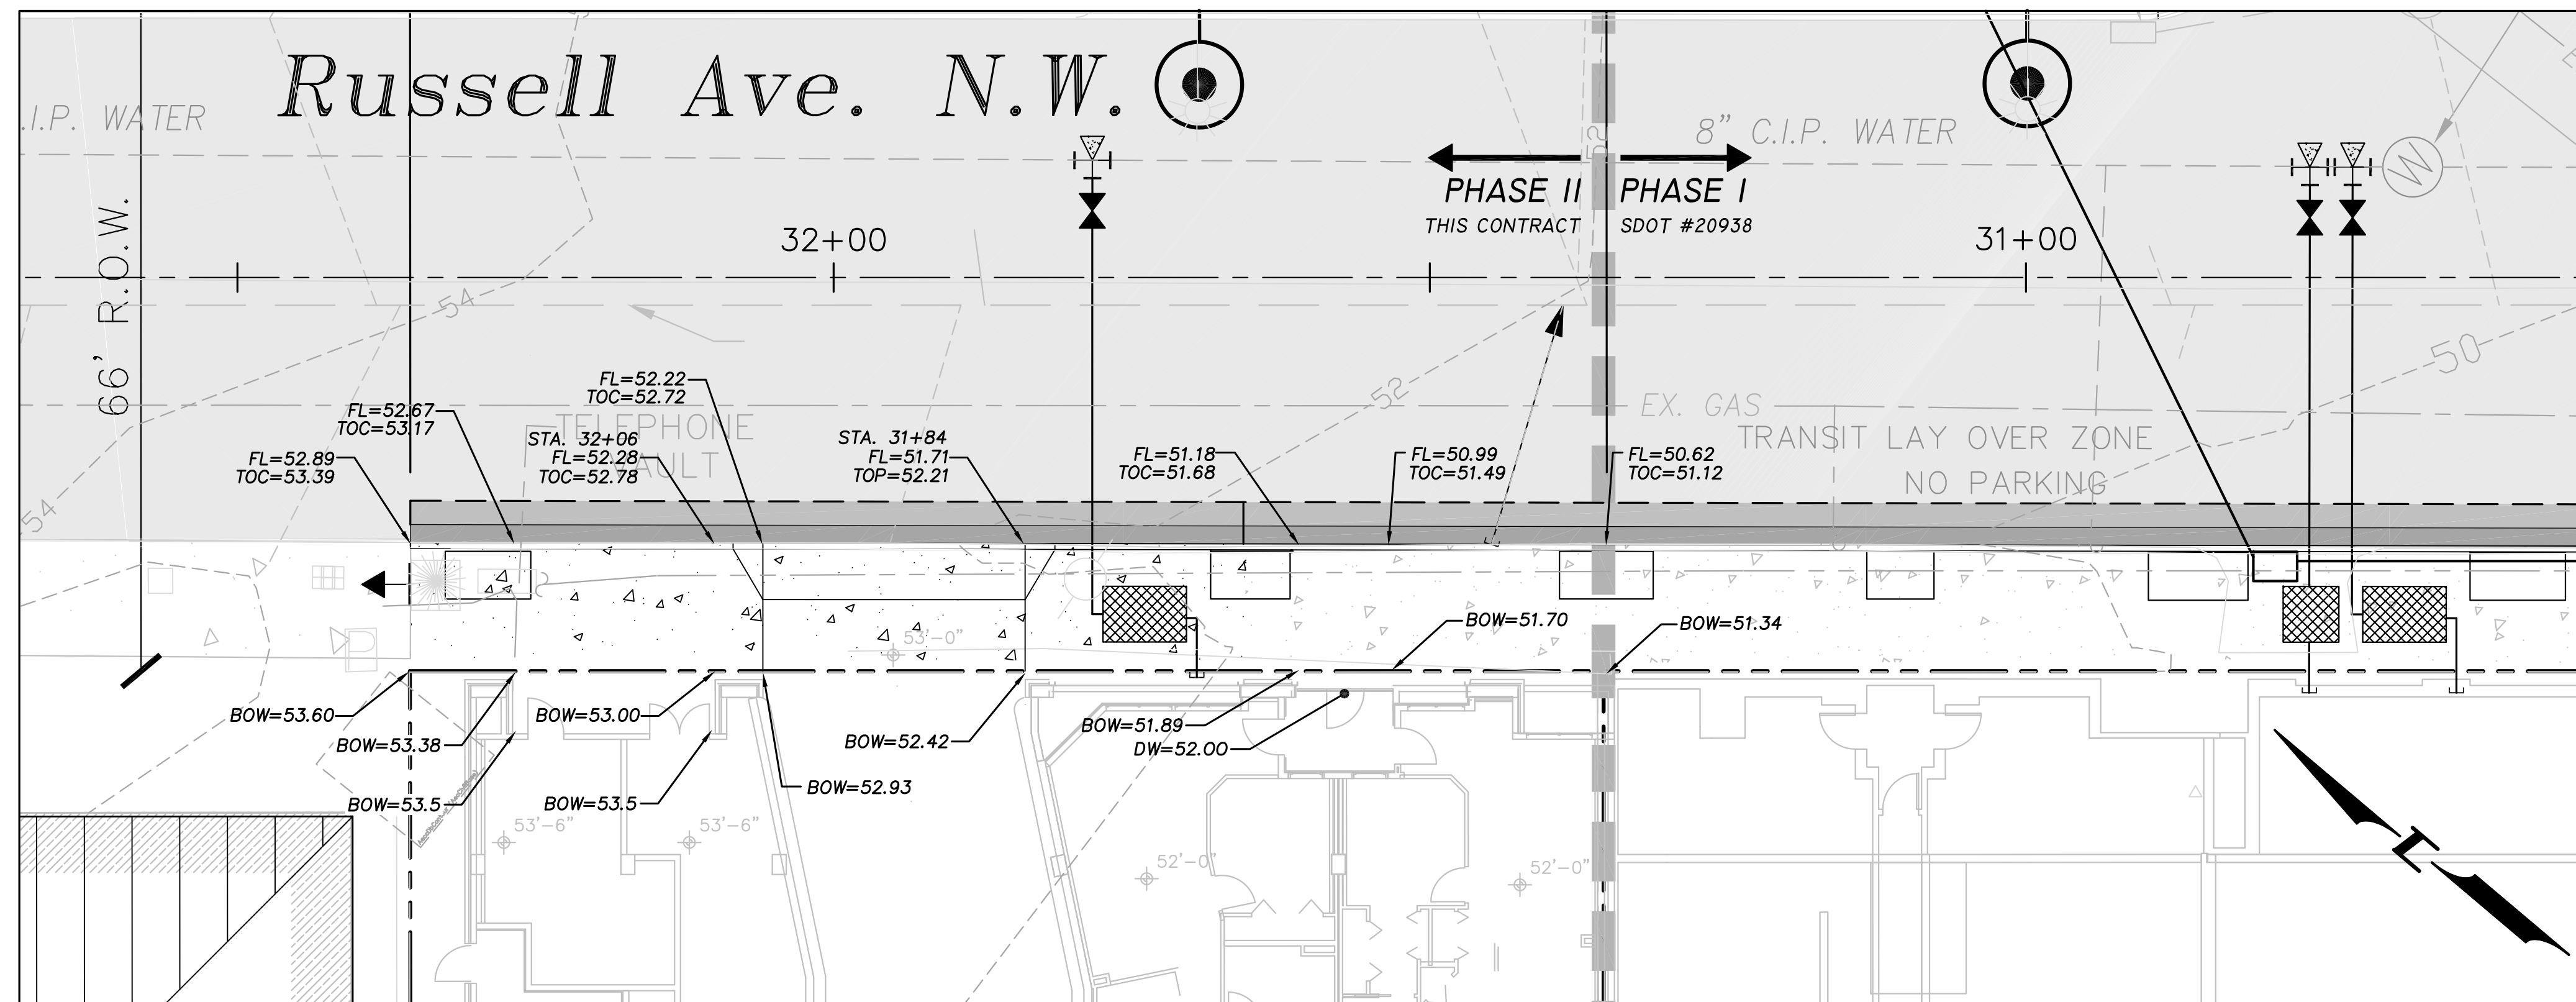 Russell Ave. N.W.
.I.P. WATER
8" C.I.P. WATER
W
52
PHASE II
THIS CONTRACT
PHASE I
SDOT #20938
66' R.O.W.
32+00
31+00
54
52
50
54
EX. GAS
TRANSIT LAY OVER ZONE
NO PARKING
TELEPHONE
VAULT
FL=52.89
TOC=53.39
FL=52.67
TOC=53.17
STA. 32+06
FL=52.28
TOC=52.78
FL=52.22
TOC=52.72
STA. 31+84
FL=51.71
TOP=52.21
FL=51.18
TOC=51.68
FL=50.99
TOC=51.49
FL=50.62
TOC=51.12
53'-0"
BOW=51.70
BOW=51.34
BOW=53.60
BOW=53.38
BOW=53.5
BOW=53.00
BOW=53.5
BOW=52.93
BOW=52.42
BOW=51.89
DW=52.00
53'-6"
53'-6"
52'-0"
52'-0"